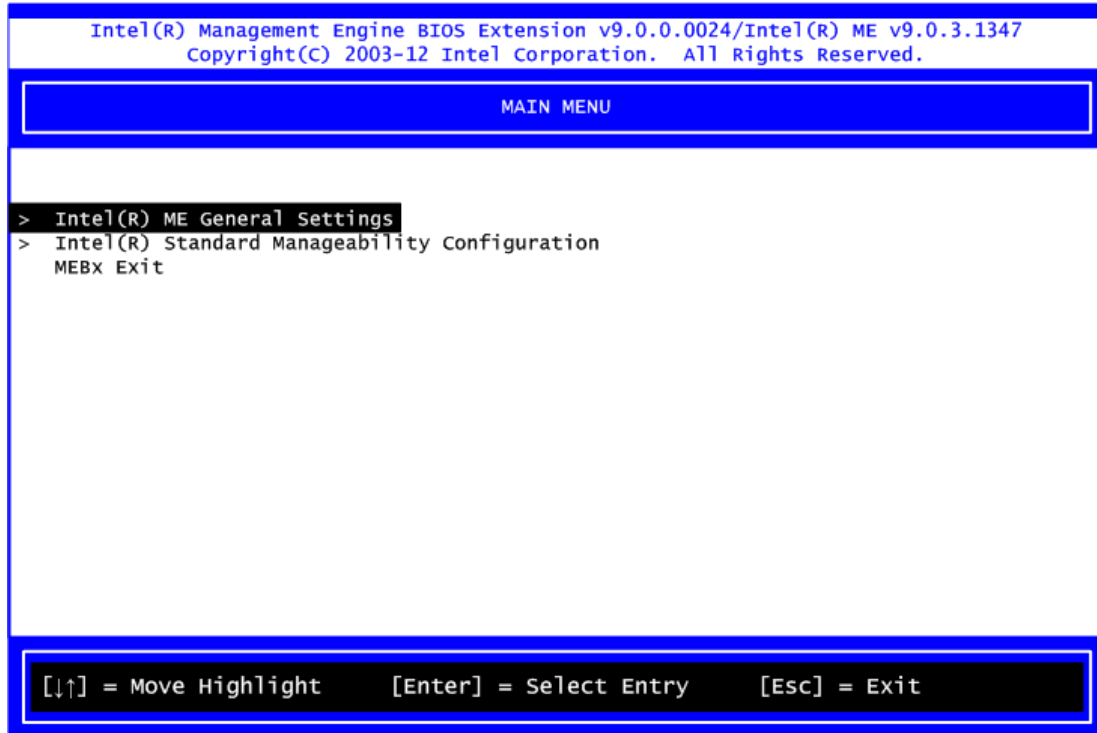 Intel(R) Management Engine BIOS Extension v9.0.0.0024/Intel(R) ME v9.0.3.1347
Copyright(C) 2003-12 Intel Corporation. All Rights Reserved.
MAIN MENU
> Intel(R) ME General Settings
> Intel(R) Standard Manageability Configuration
MEBx Exit
[↓↑] = Move Highlight [Enter] = Select Entry [Esc] = Exit